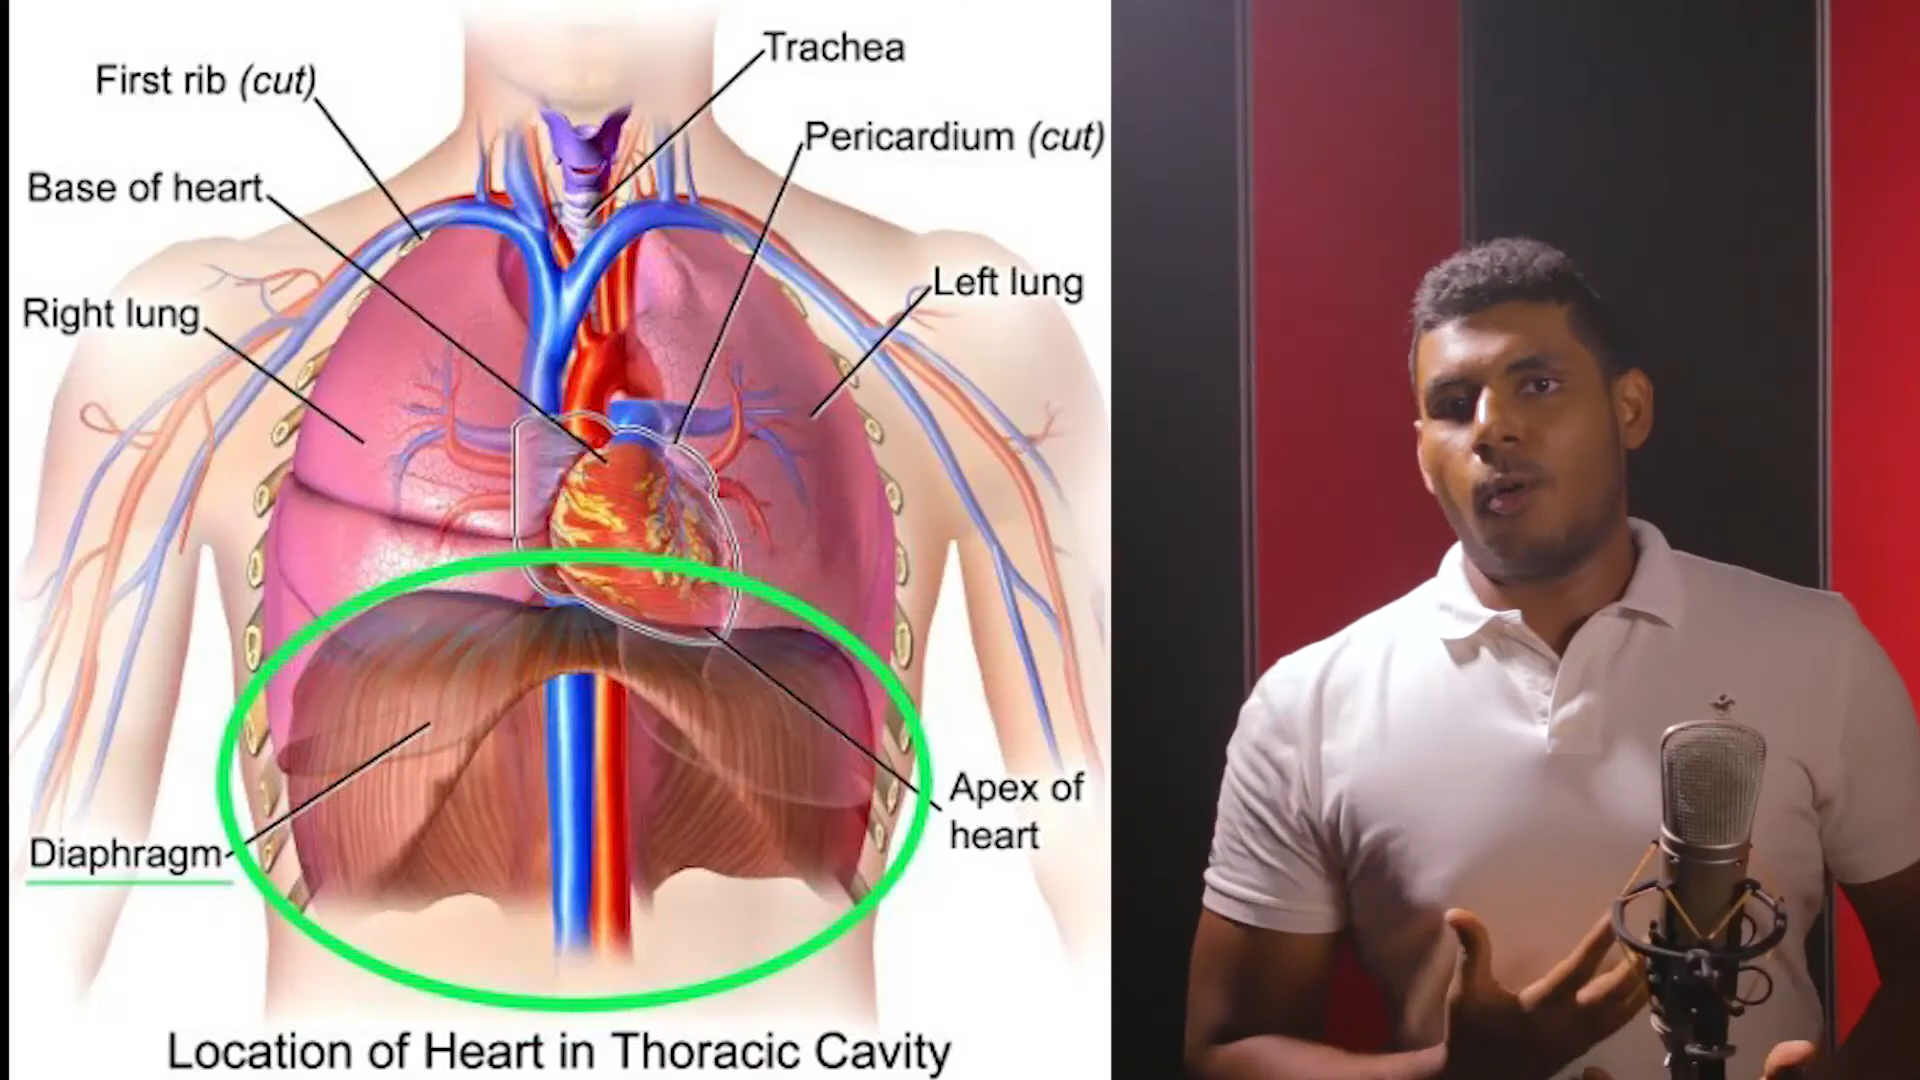 Trachea
First rib (cut)
Pericardium (cut)
Base of heart
Left lung
Right lung
Apex of
heart
Diaphragm
Location of Heart in Thoracic Cavity